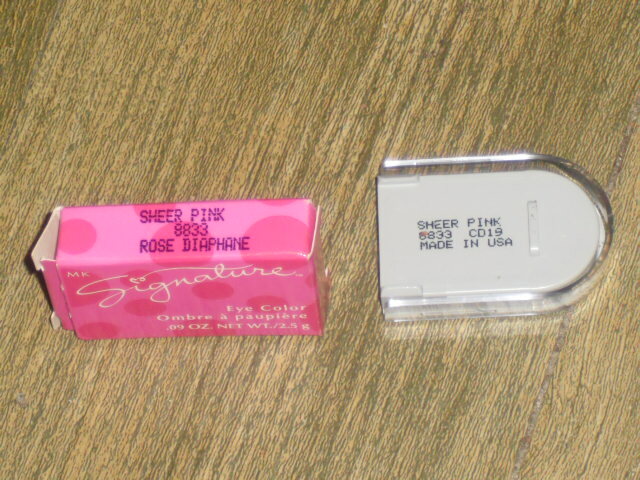 SHEER PINK
8833
ROSE DIAPHANE
MK Signature™
Eye Color
Ombre à paupière
.09 OZ. NET WT./2.5 g
SHEER PINK
8833 CD19
MADE IN USA